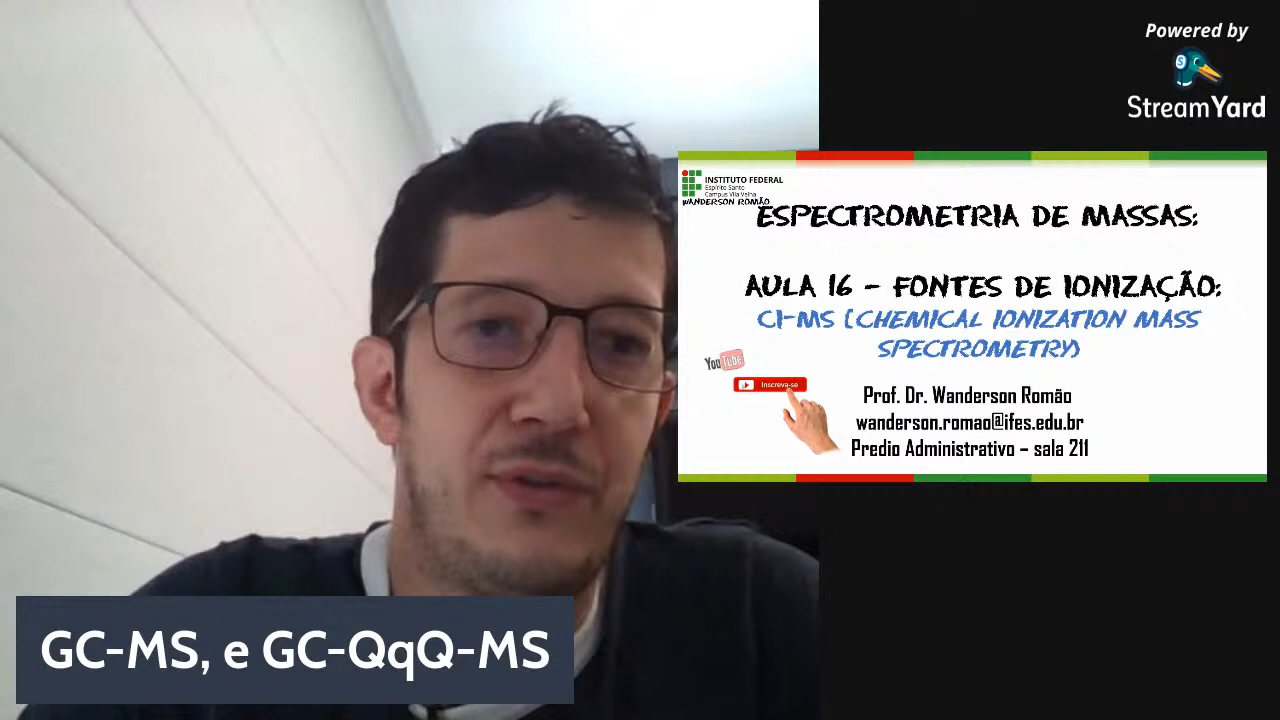 Powered by
StreamYard
INSTITUTO FEDERAL
Espírito Santo
Campus Vila Velha
WANDERSON ROMÃO
ESPECTROMETRIA DE MASSAS:
AULA 16 - FONTES DE IONIZAÇÃO:
CI-MS (CHEMICAL IONIZATION MASS
SPECTROMETRY)
YouTube
Inscreva-se
Prof. Dr. Wanderson Romão
wanderson.romao@ifes.edu.br
Predio Administrativo – sala 211
GC-MS, e GC-QqQ-MS